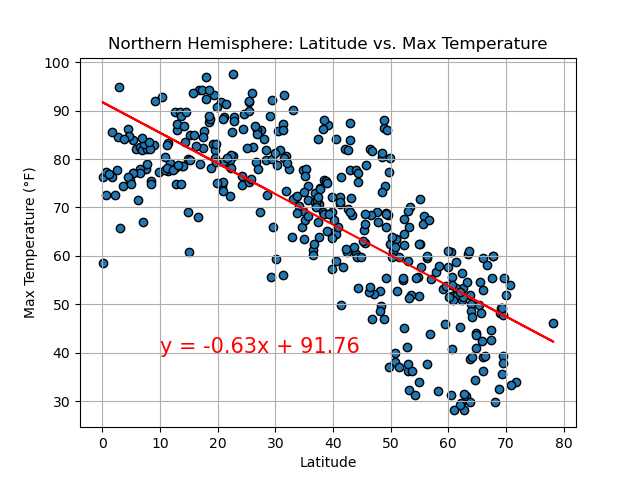 Northern Hemisphere: Latitude vs. Max Temperature
Max Temperature (°F)
100
90
80
70
60
50
40
30
y = -0.63x + 91.76
0 10 20 30 40 50 60 70 80
Latitude